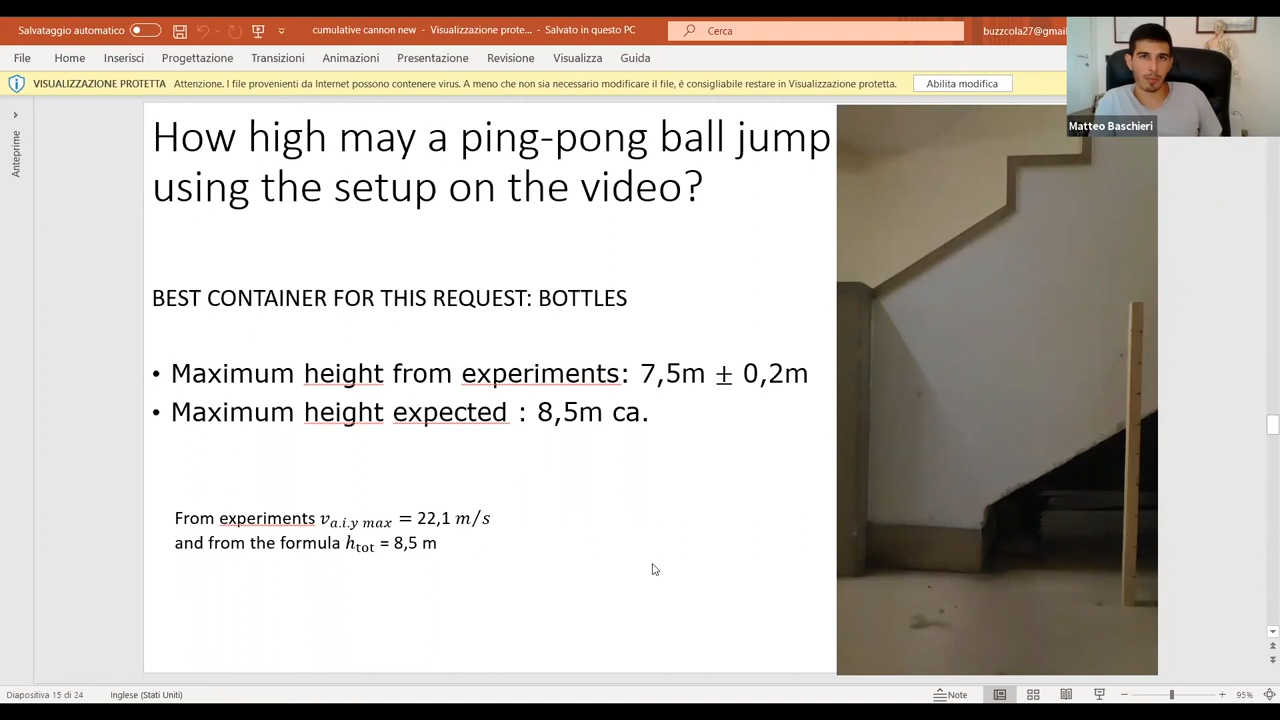 Salvataggio automatico
cumulative cannon new - Visualizzazione prote... - Salvato in questo PC
Cerca
buzzcola27@gmail
File Home Inserisci Progettazione Transizioni Animazioni Presentazione Revisione Visualizza Guida
VISUALIZZAZIONE PROTETTA Attenzione. I file provenienti da Internet possono contenere virus. A meno che non sia necessario modificare il file, è consigliabile restare in Visualizzazione protetta. Abilita modifica
Matteo Baschieri
Anteprime
How high may a ping-pong ball jump
using the setup on the video?
BEST CONTAINER FOR THIS REQUEST: BOTTLES
• Maximum height from experiments: 7,5m ± 0,2m
• Maximum height expected : 8,5m ca.
From experiments v a.i.y max = 22,1 m/s
and from the formula h tot = 8,5 m
Diapositiva 15 di 24 Inglese (Stati Uniti) Note 95%